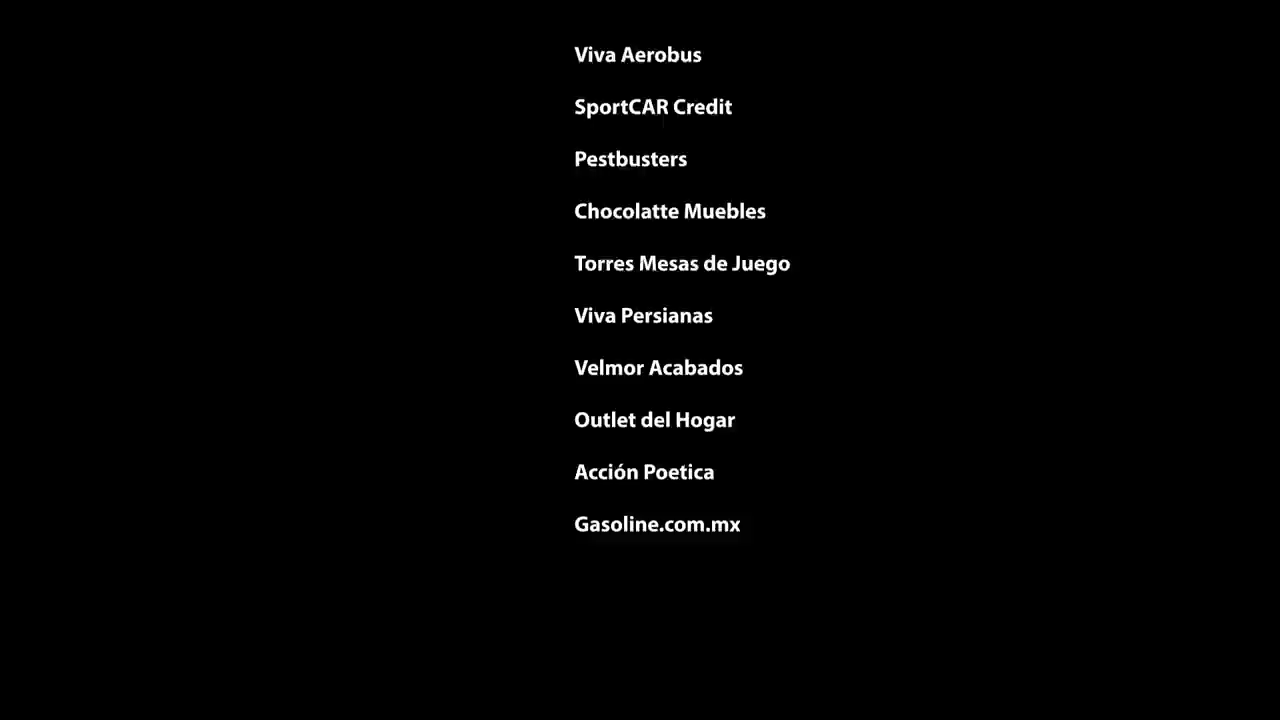 Viva Aerobus
SportCAR Credit
Pestbusters
Chocolatte Muebles
Torres Mesas de Juego
Viva Persianas
Velmor Acabados
Outlet del Hogar
Acción Poetica
Gasoline.com.mx